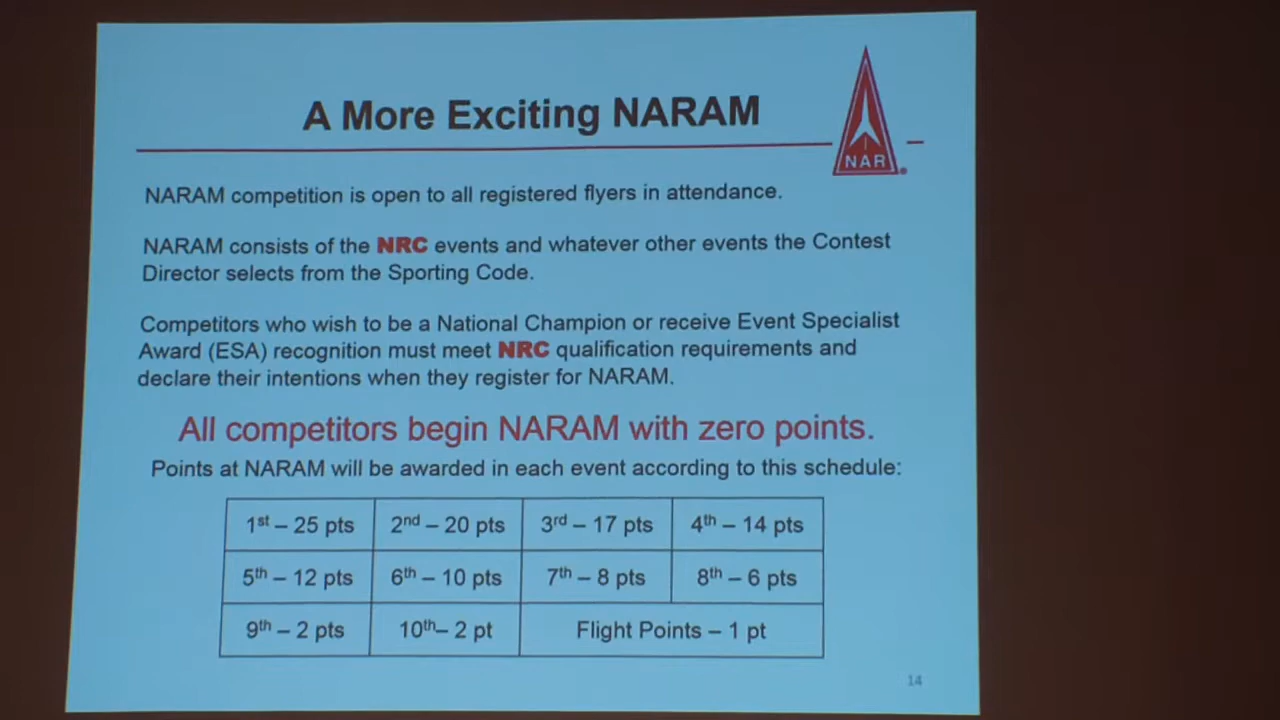 A More Exciting NARAM
NAR
®
NARAM competition is open to all registered flyers in attendance.
NARAM consists of the NRC events and whatever other events the Contest
Director selects from the Sporting Code.
Competitors who wish to be a National Champion or receive Event Specialist
Award (ESA) recognition must meet NRC qualification requirements and
declare their intentions when they register for NARAM.
All competitors begin NARAM with zero points.
Points at NARAM will be awarded in each event according to this schedule:
1st – 25 pts 2nd – 20 pts 3rd – 17 pts 4th – 14 pts
5th – 12 pts 6th – 10 pts 7th – 8 pts 8th – 6 pts
9th – 2 pts 10th– 2 pt Flight Points – 1 pt
14